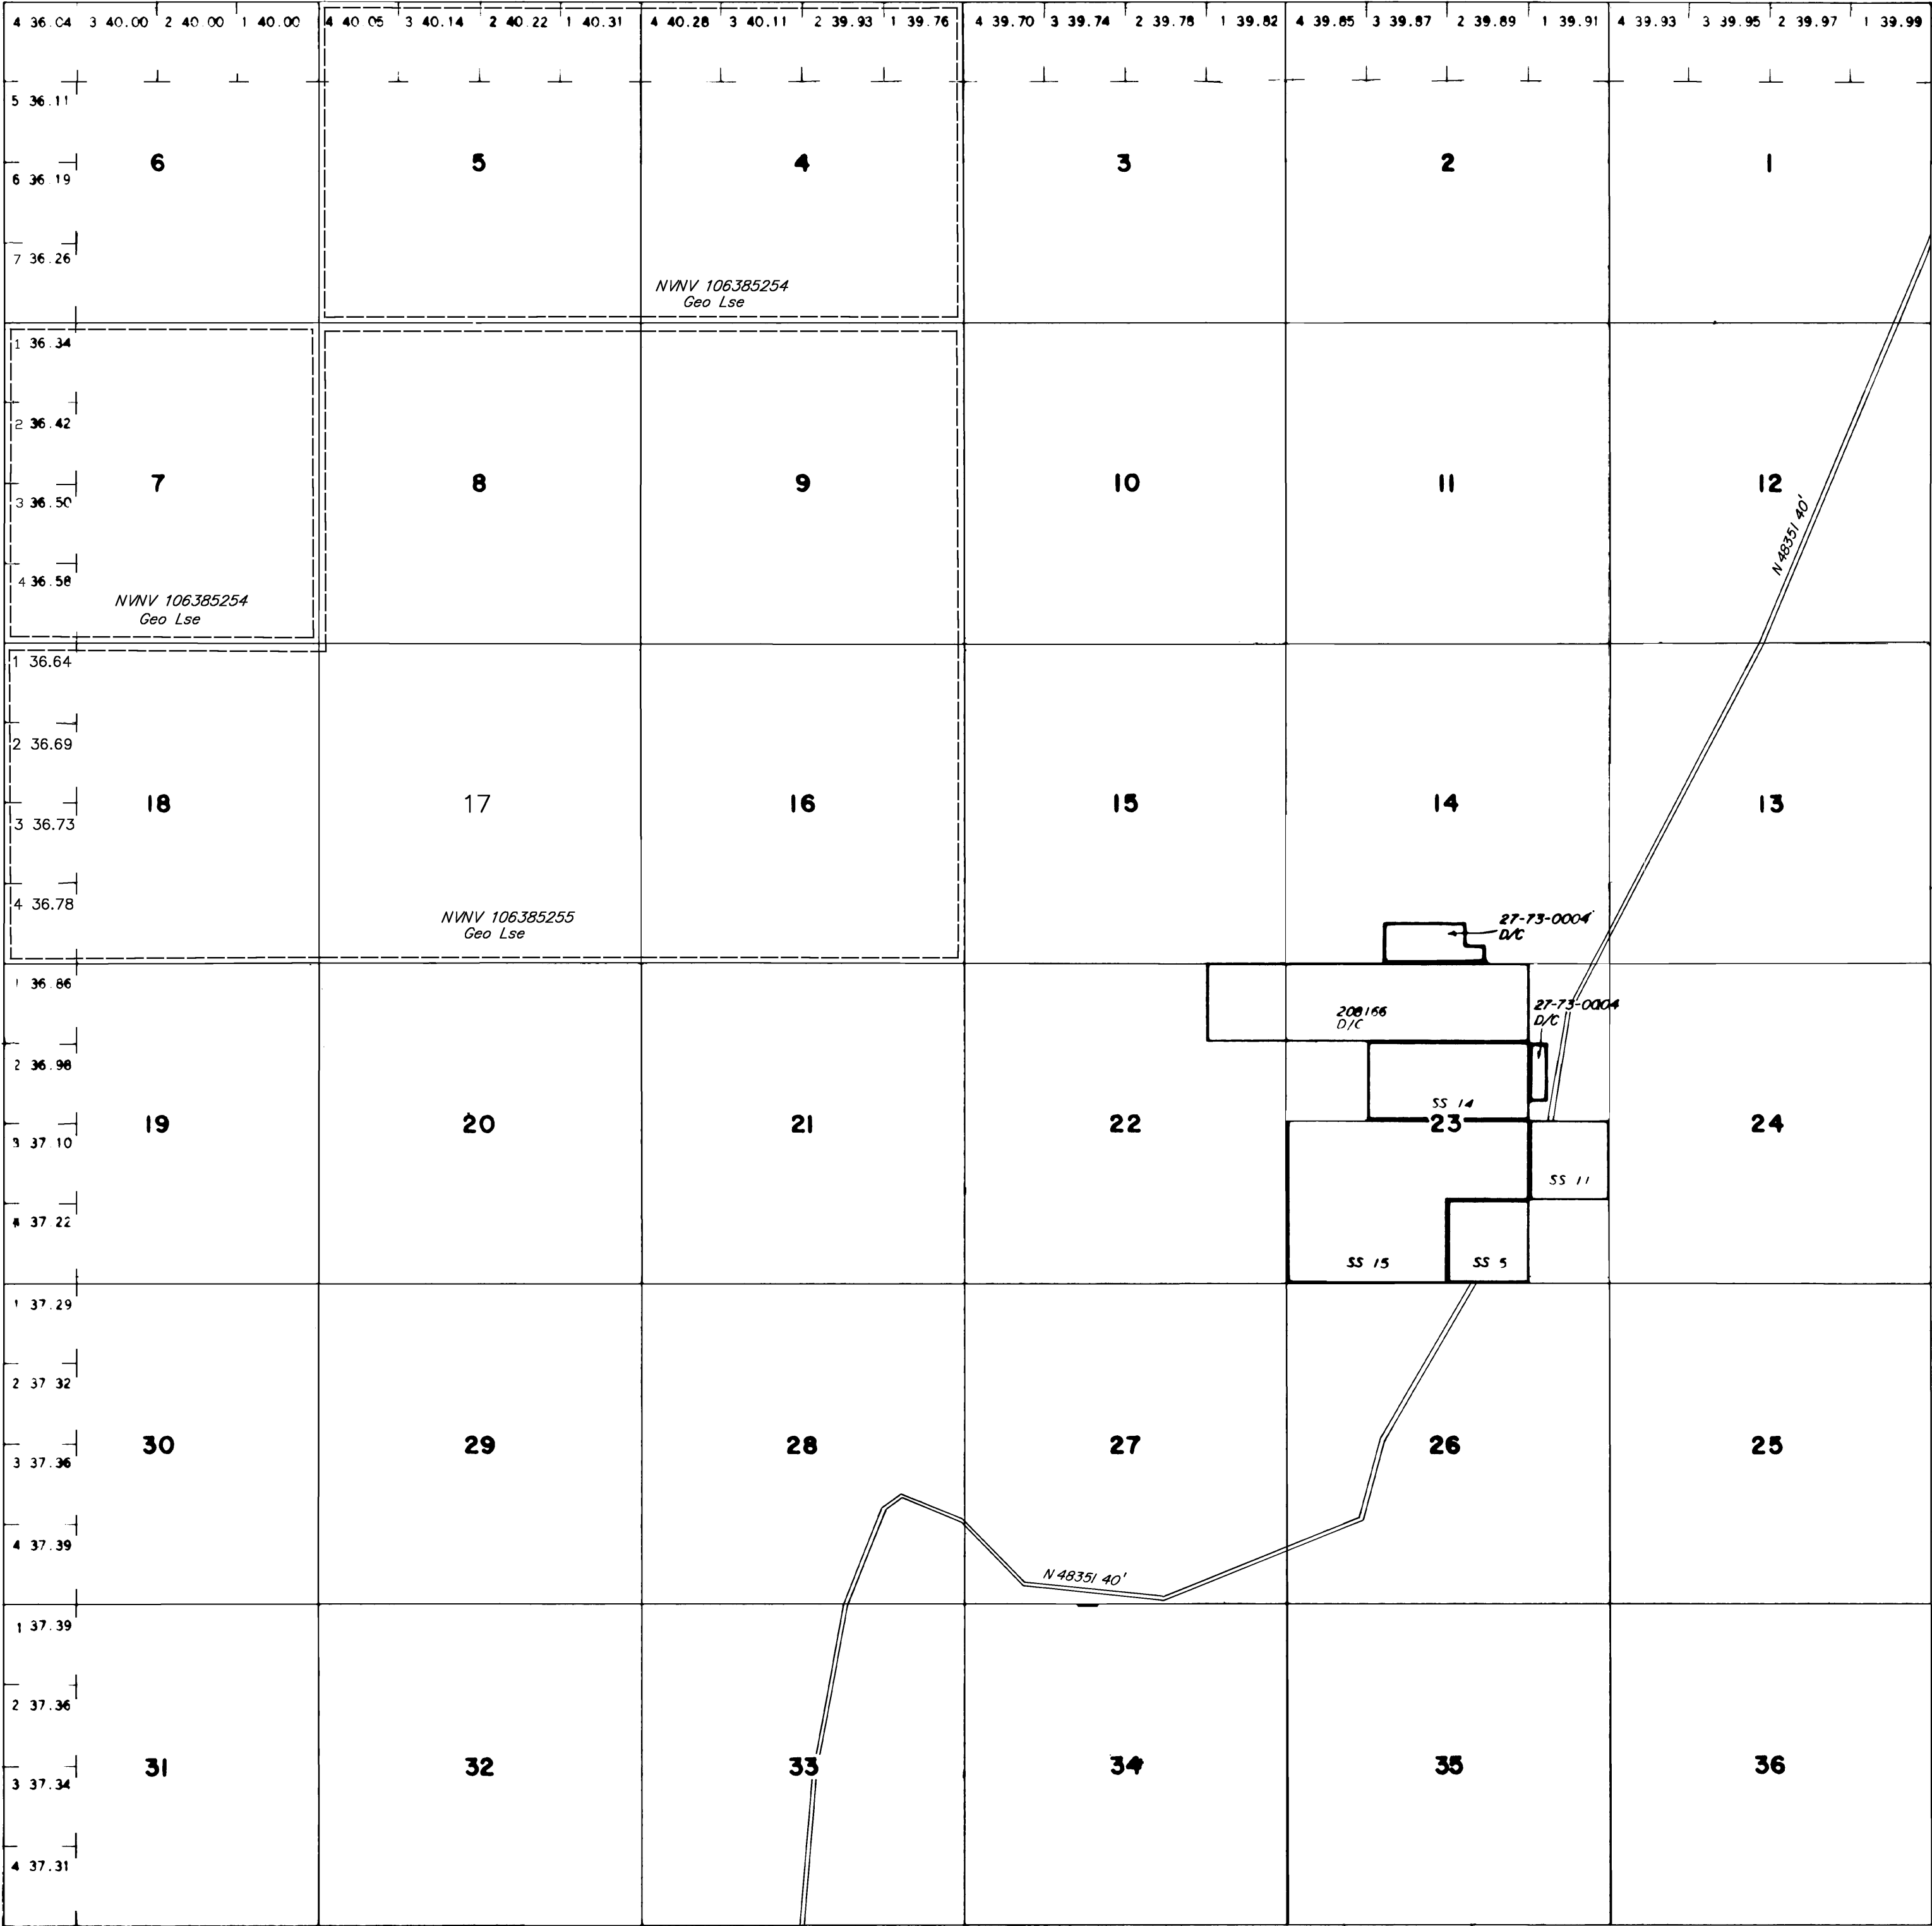 4 36.04 3 40.00 2 40.00 1 40.00 4 40.05 3 40.14 2 40.22 1 40.31 4 40.28 3 40.11 2 39.93 1 39.76 4 39.70 3 39.74 2 39.78 1 39.82 4 39.85 3 39.87 2 39.89 1 39.91 4 39.93 3 39.95 2 39.97 1 39.99
5 36.11
6 5 4 3 2 1
6 36.19
7 36.26
NVNV 106385254
Geo Lse
1 36.34
2 36.42
7 8 9 10 11 12
3 36.50
N 48351 40'
4 36.58
NVNV 106385254
Geo Lse
1 36.64
2 36.69
18 17 16 15 14 13
3 36.73
4 36.78
NVNV 106385255
Geo Lse
27-73-0004
D/C
1 36.86
208166
D/C
27-73-0004
D/C
2 36.98
SS 14
19 20 21 22 23 24
3 37.10
SS 11
4 37.22
SS 15
SS 5
1 37.29
2 37.32
30 29 28 27 26 25
3 37.36
4 37.39
N 48351 40'
1 37.39
2 37.36
31 32 33 34 35 36
3 37.34
4 37.31